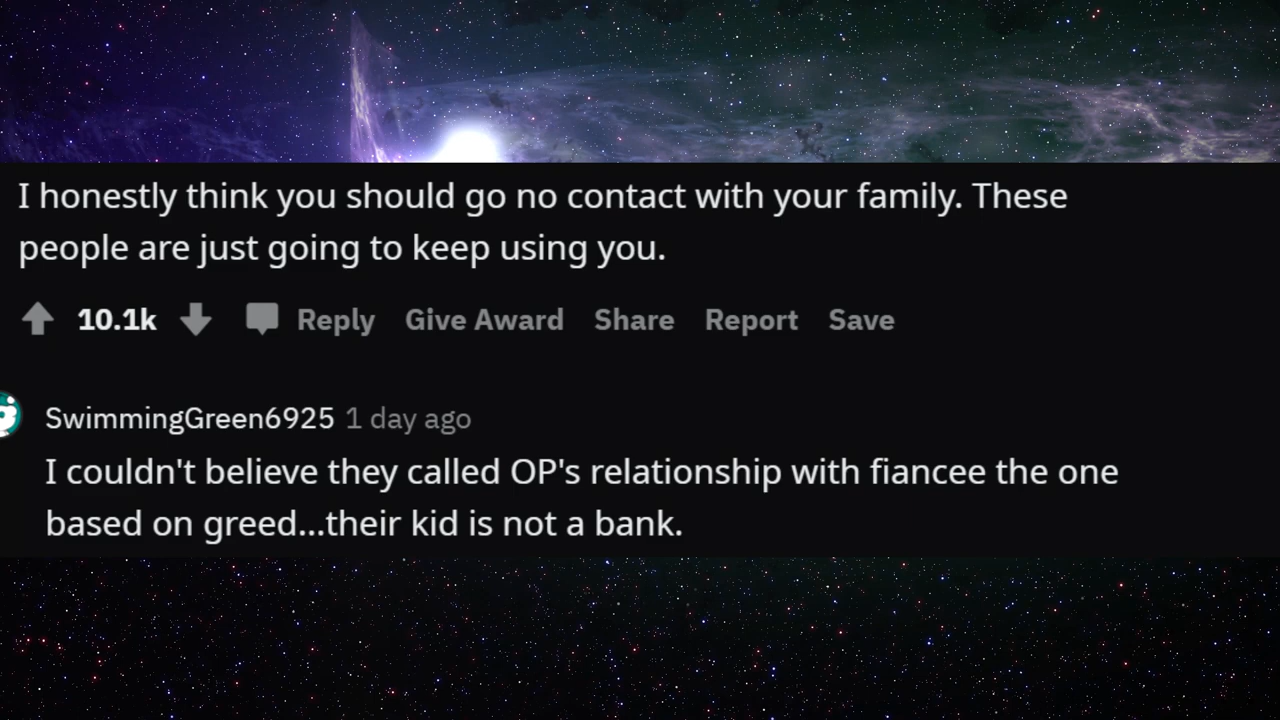 I honestly think you should go no contact with your family. These
people are just going to keep using you.
10.1k Reply Give Award Share Report Save
SwimmingGreen6925 1 day ago
I couldn't believe they called OP's relationship with fiancee the one
based on greed...their kid is not a bank.